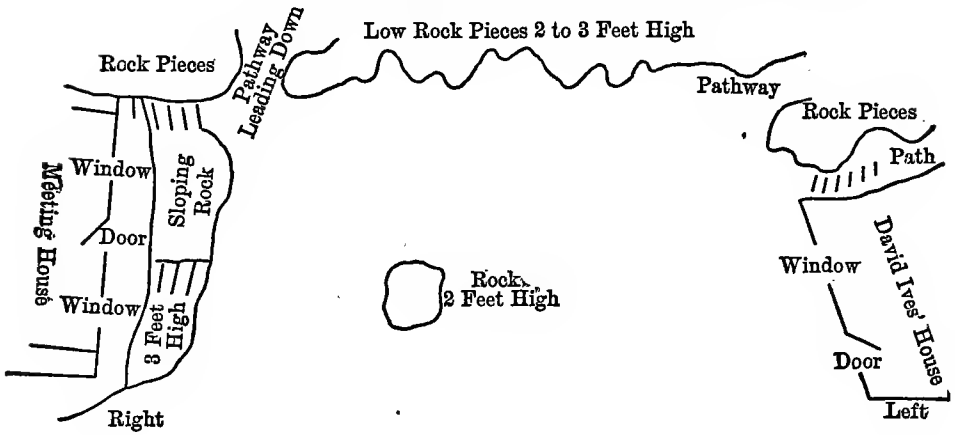 Low Rock Pieces 2 to 3 Feet High
Rock Pieces
Pathway
Leading Down
Pathway
Rock Pieces
Path
Window
Meeting House
Sloping
Rock
Door
David Ives' House
Window
Rock
2 Feet High
Window
3 Feet
High
Door
Left
Right